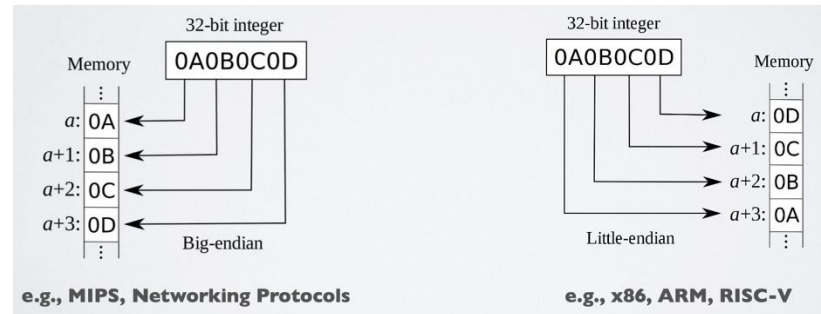 32-bit integer
0A0B0C0D
Memory
⋮
a: 0A
a+1: 0B
a+2: 0C
a+3: 0D
⋮
Big-endian
e.g., MIPS, Networking Protocols
32-bit integer
0A0B0C0D
Memory
⋮
a: 0D
a+1: 0C
a+2: 0B
a+3: 0A
⋮
Little-endian
e.g., x86, ARM, RISC-V